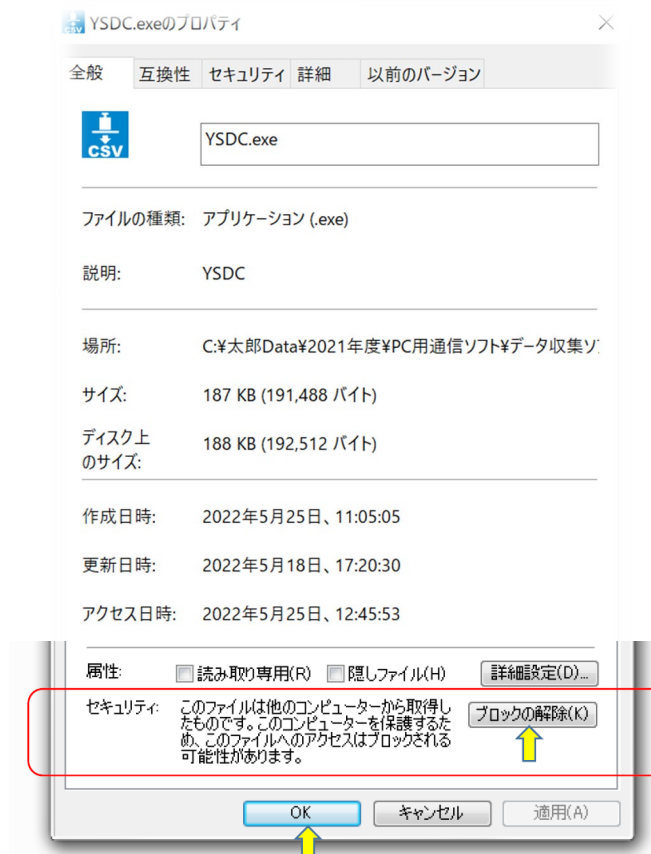 YSDC.exeのプロパティ
全般 互換性 セキュリティ 詳細 以前のバージョン
CSV
YSDC.exe
ファイルの種類: アプリケーション (.exe)
説明: YSDC
場所: C:¥太郎Data¥2021年度¥PC用通信ソフト¥データ収集ソ
サイズ: 187 KB (191,488 バイト)
ディスク上
のサイズ: 188 KB (192,512 バイト)
作成日時: 2022年5月25日、11:05:05
更新日時: 2022年5月18日、17:20:30
アクセス日時: 2022年5月25日、12:45:53
属性: 読み取り専用(R) 隠しファイル(H) 詳細設定(D)...
セキュリティ: このファイルは他のコンピューターから取得し
たものです。このコンピューターを保護するた
め、このファイルへのアクセスはブロックされる
可能性があります。
ブロックの解除(K)
OK キャンセル 適用(A)